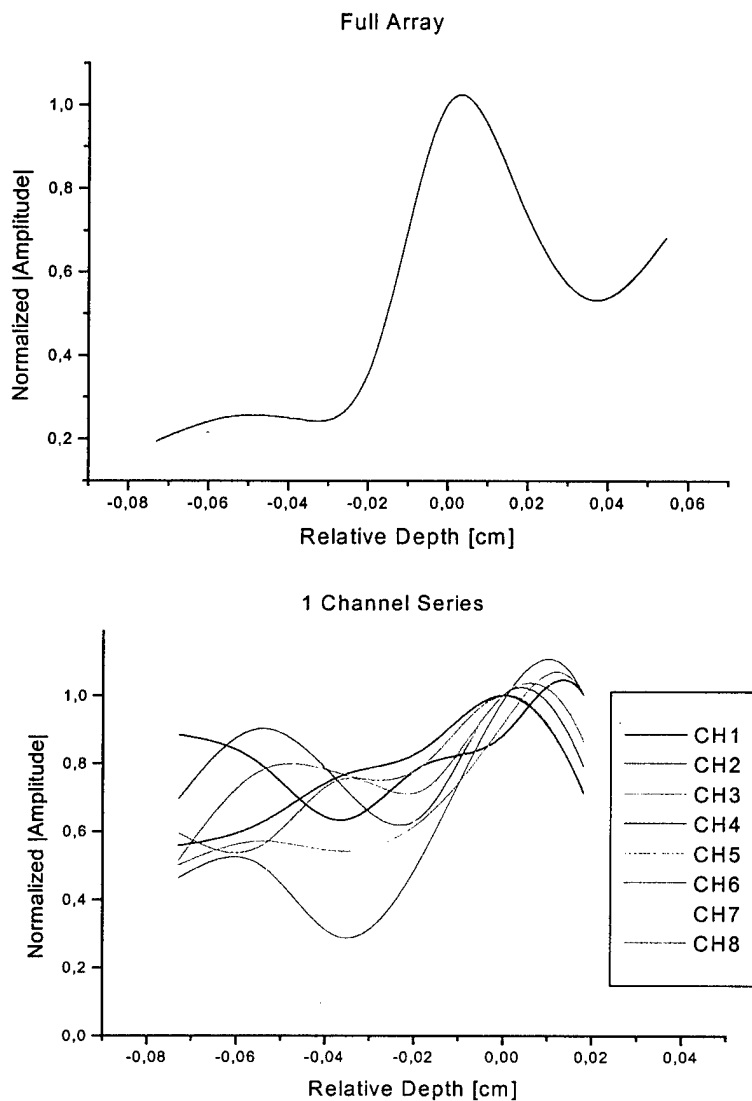 Full Array
Normalized |Amplitude|
1,0
0,8
0,6
0,4
0,2
-0,08 -0,06 -0,04 -0,02 0,00 0,02 0,04 0,06
Relative Depth [cm]
1 Channel Series
Normalized |Amplitude|
1,0
0,8
0,6
0,4
0,2
0,0
-0,08 -0,06 -0,04 -0,02 0,00 0,02 0,04
Relative Depth [cm]
CH1
CH2
CH3
CH4
CH5
CH6
CH7
CH8